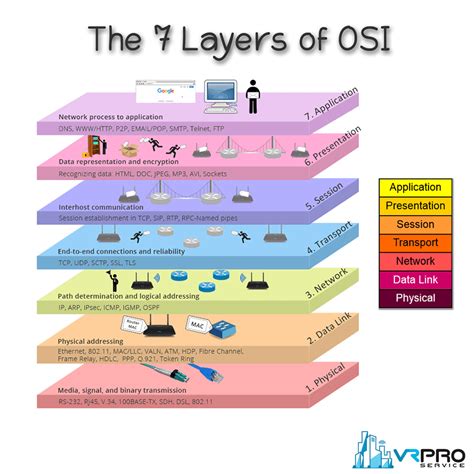 The 7 Layers of OSI
Google
7. Application
Network process to application
DNS, WWW/HTTP, P2P, EMAIL/POP, SMTP, Telnet, FTP
6. Presentation
Data representation and encryption
Recognizing data: HTML, DOC, JPEG, MP3, AVI, Sockets
5. Session
Interhost communication
Session establishment in TCP, SIP, RTP, RPC-Named pipes
4. Transport
End-to-end connections and reliability
TCP, UDP, SCTP, SSL, TLS
3. Network
Path determination and logical addressing
IP, ARP, IPsec, ICMP, IGMP, OSPF
2. Data Link
Router MAC
MAC
Physical addressing
Ethernet, 802.11, MAC/LLC, VALN, ATM, HDP, Fibre Channel,
Frame Relay, HDLC, PPP, Q.921, Token Ring
1. Physical
Media, signal, and binary transmission
RS-232, RJ45, V.34, 100BASE-TX, SDH, DSL, 802.11
Application
Presentation
Session
Transport
Network
Data Link
Physical
VRPRO
SERVICE